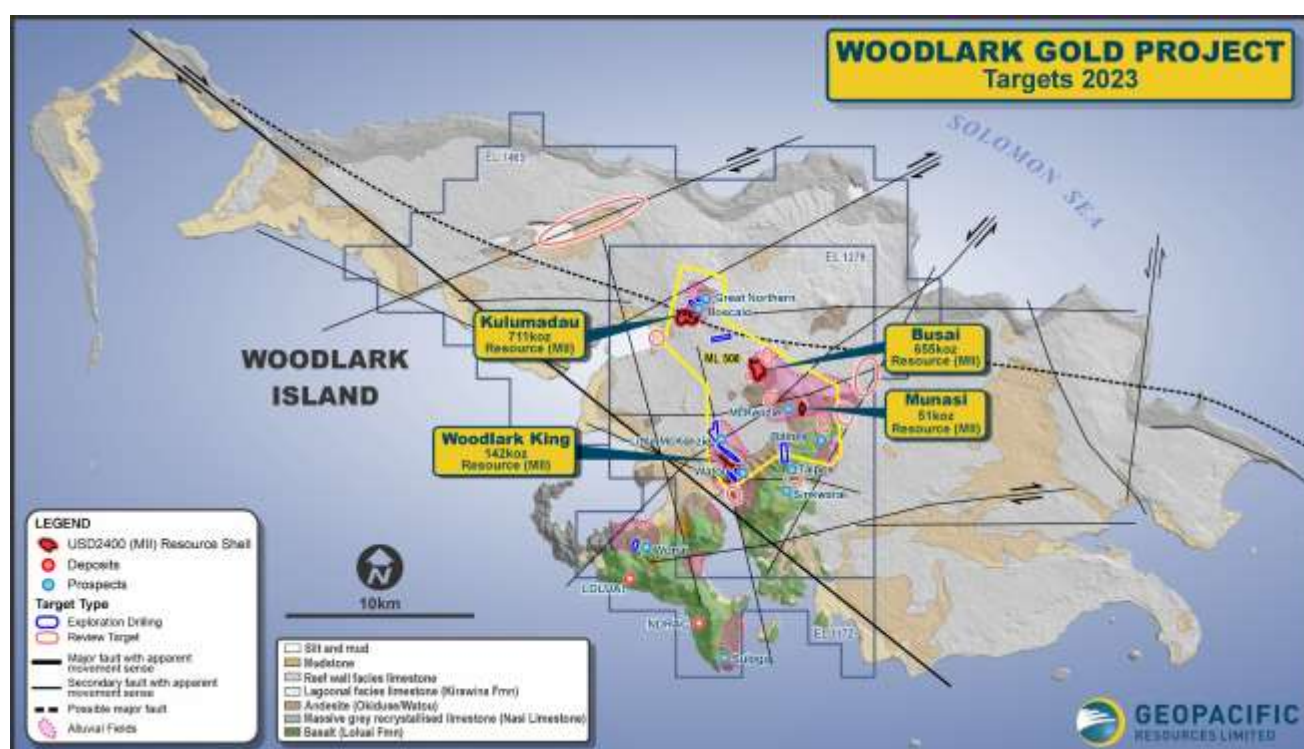 WOODLARK GOLD PROJECT
Targets 2023
SOLOMON SEA
EL 1465
EL 1279
Great Northern
Boscalo
Kulumadau
711koz
Resource (MII)
Busai
655koz
Resource (MII)
WOODLARK
ISLAND
ML 508
McKenzie
Munasi
51koz
Resource (MII)
Woodlark King
142koz
Resource (MII)
Little McKenzie
Watou
Taipo
Wonai
LOLUAI
NDRAC
Suloga
EL 1172
N
10km
LEGEND
USD2400 (MII) Resource Shell
Deposits
Prospects
Target Type
Exploration Drilling
Review Target
Major fault with apparent
movement sense
Secondary fault with apparent
movement sense
Possible major fault
Alluvial Fields
Silt and mud
Mudstone
Reef wall facies limestone
Lagoonal facies limestone (Kiriwina Fmn)
Andesite (Okiduse/Watou)
Massive grey recrystallised limestone (Nasi Limestone)
Basalt (Loluai Fmn)
GEOPACIFIC
RESOURCES LIMITED